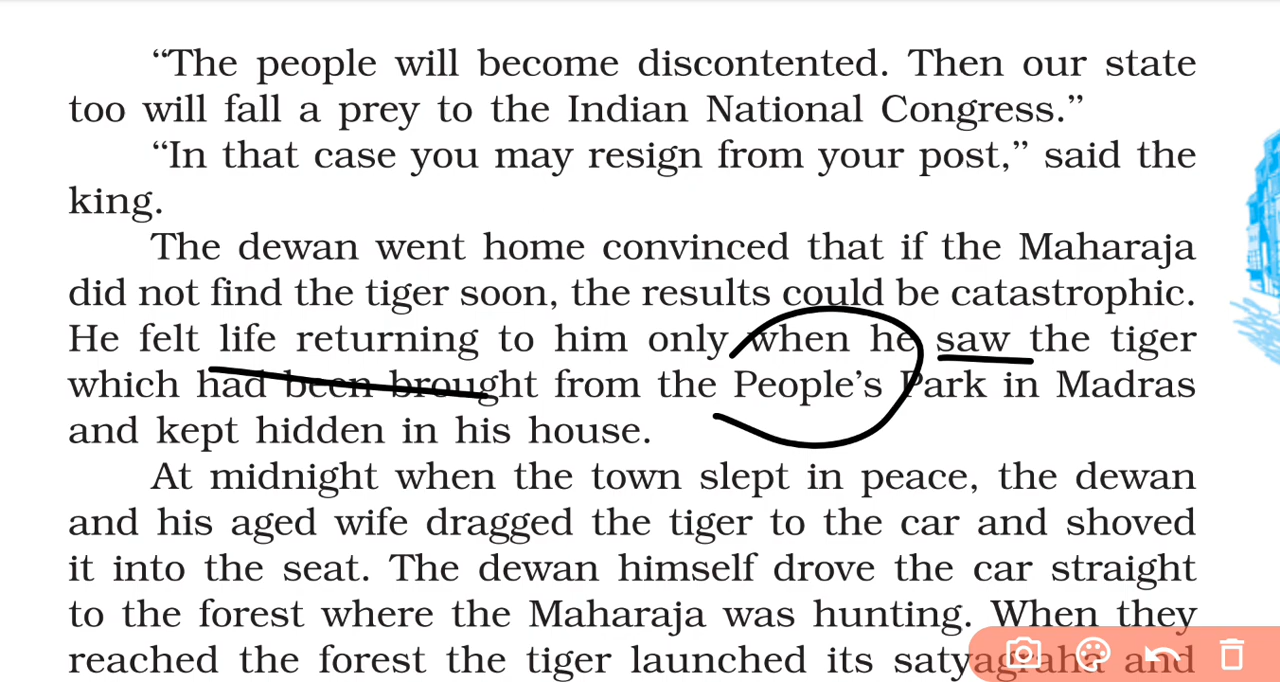 “The people will become discontented. Then our state
too will fall a prey to the Indian National Congress.”
“In that case you may resign from your post,” said the
king.
The dewan went home convinced that if the Maharaja
did not find the tiger soon, the results could be catastrophic.
He felt life returning to him only when he saw the tiger
which had been brought from the People’s Park in Madras
and kept hidden in his house.
At midnight when the town slept in peace, the dewan
and his aged wife dragged the tiger to the car and shoved
it into the seat. The dewan himself drove the car straight
to the forest where the Maharaja was hunting. When they
reached the forest the tiger launched its satyagraha and